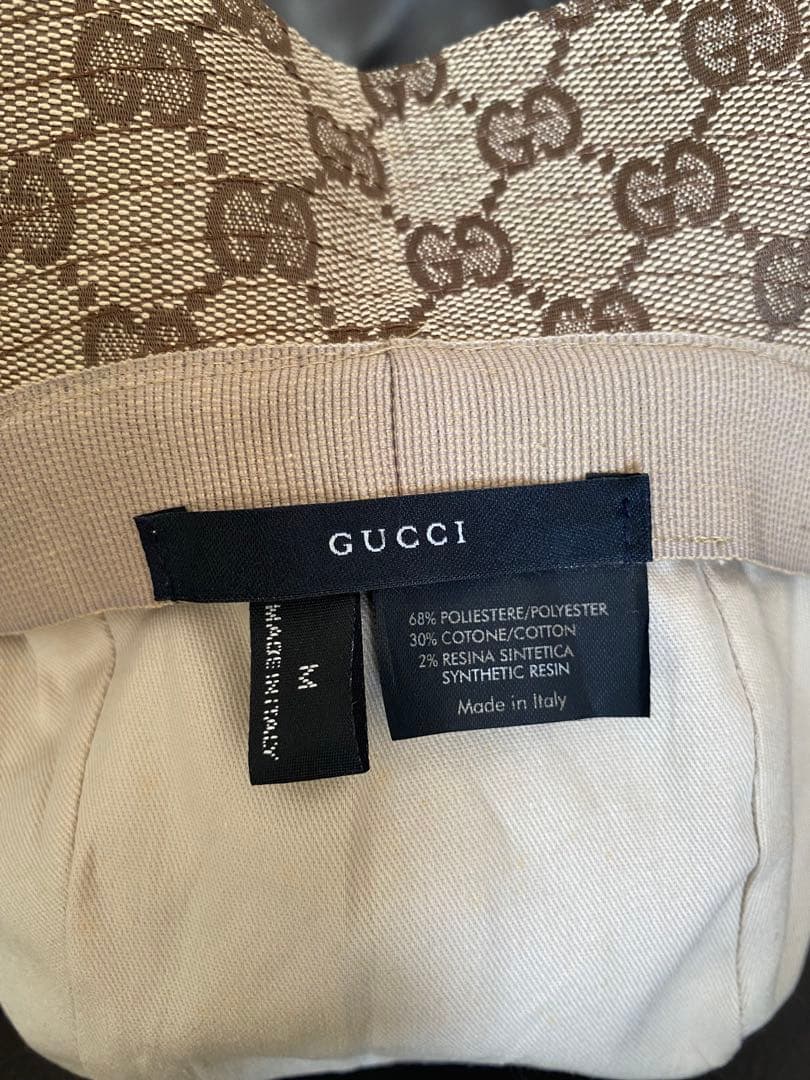 GUCCI
MADE IN ITALY
M
68% POLIESTERE/POLYESTER
30% COTONE/COTTON
2% RESINA SINTETICA
SYNTHETIC RESIN
Made in Italy